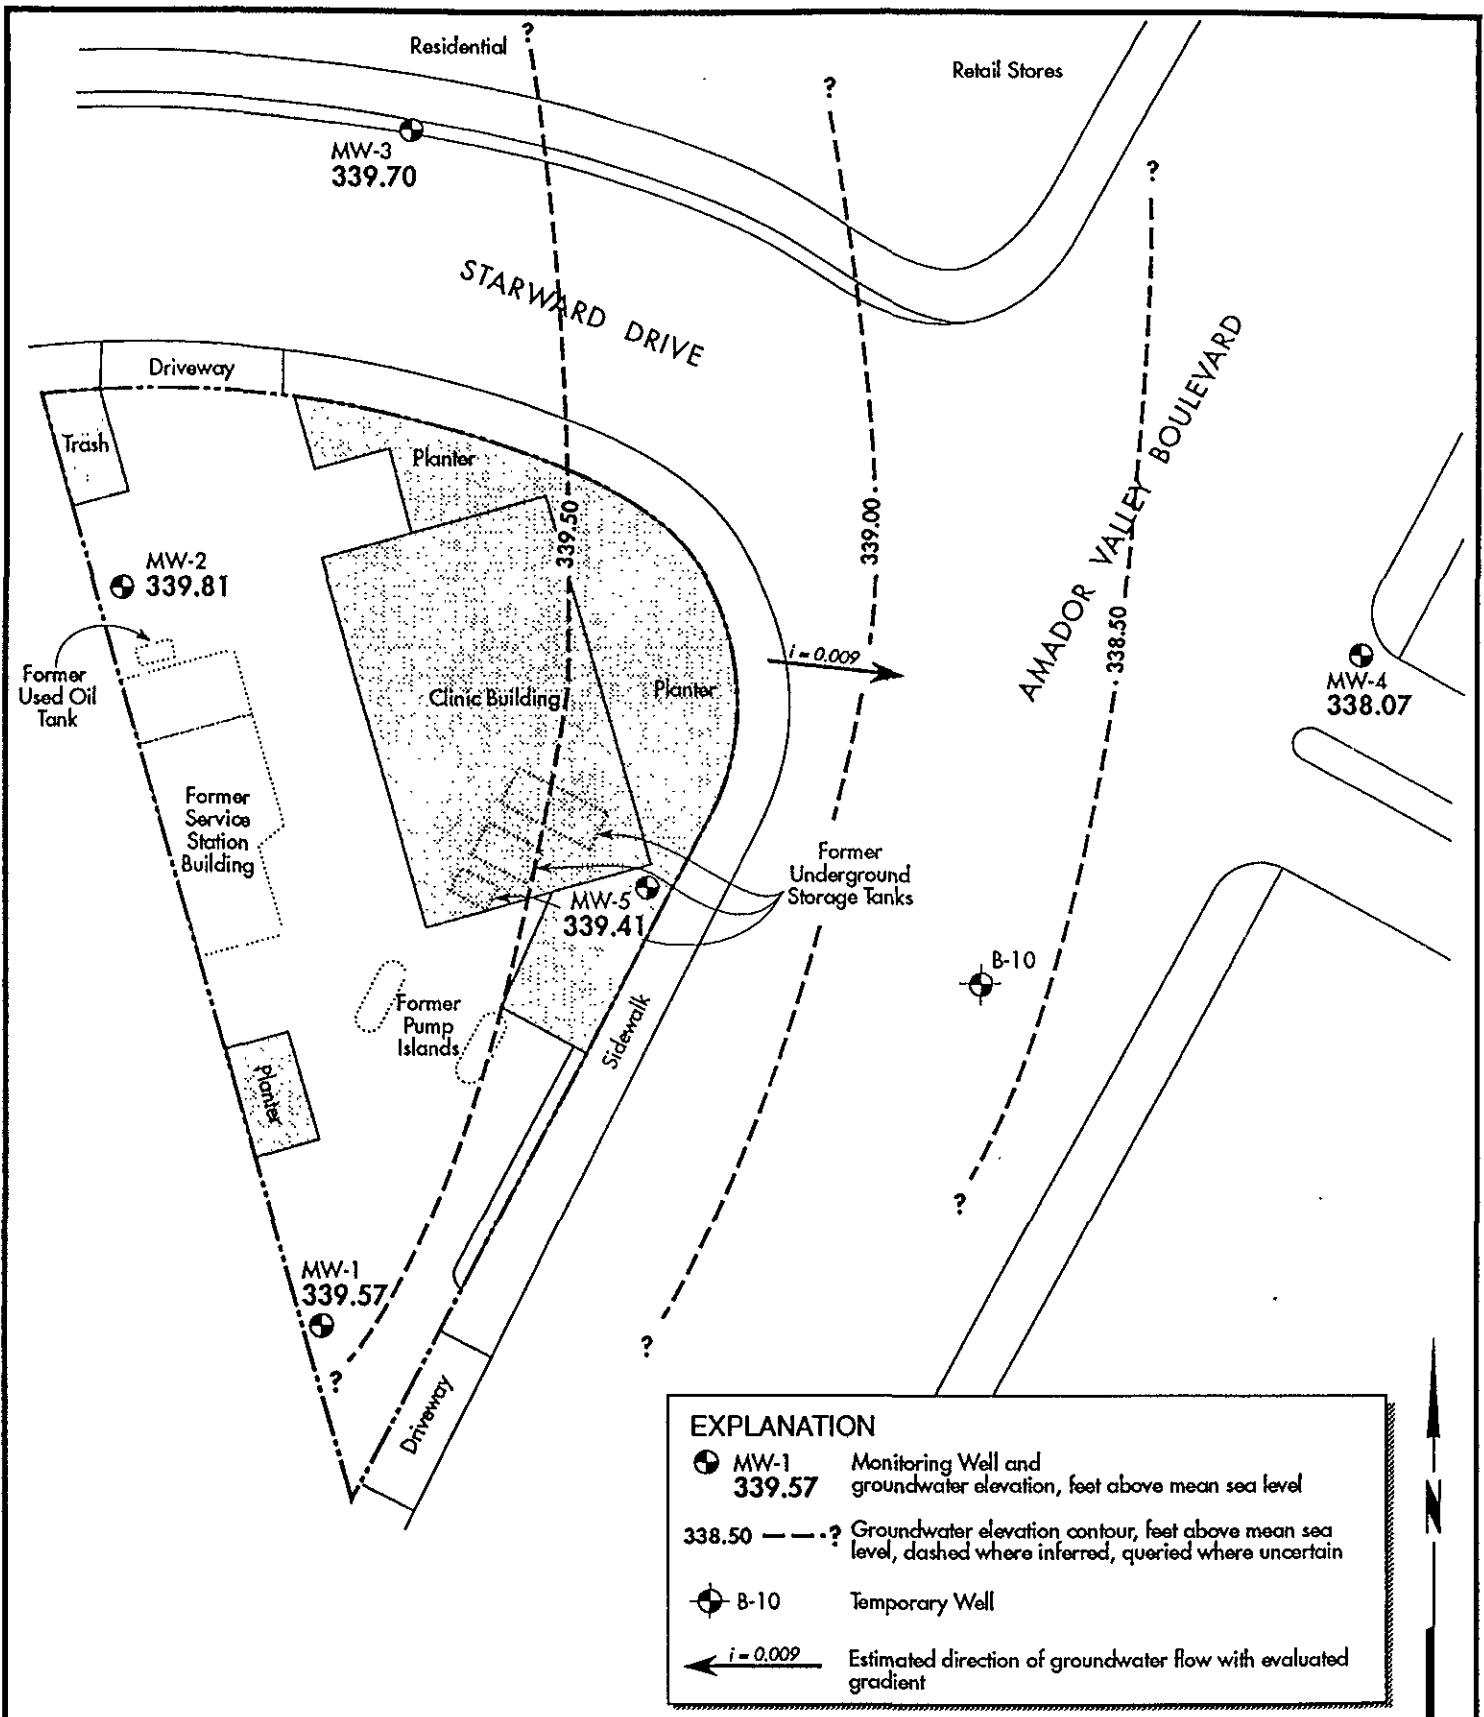 ?
Residential
Retail Stores
?
MW-3
339.70
?
STARWARD DRIVE
Driveway
Trash
Planter
339.50
339.00
AMADOR VALLEY BOULEVARD
MW-2
339.81
338.50
i = 0.009
Former
Used Oil
Tank
Clinic Building
Planter
MW-4
338.07
Former
Service
Station
Building
Former
Underground
Storage Tanks
MW-5
339.41
B-10
Former
Pump
Islands
Sidewalk
Planter
?
MW-1
339.57
?
?
Driveway
EXPLANATION
MW-1
339.57
Monitoring Well and
groundwater elevation, feet above mean sea level
338.50
?
Groundwater elevation contour, feet above mean sea
level, dashed where inferred, queried where uncertain
B-10
Temporary Well
i = 0.009
Estimated direction of groundwater flow with evaluated
gradient
N